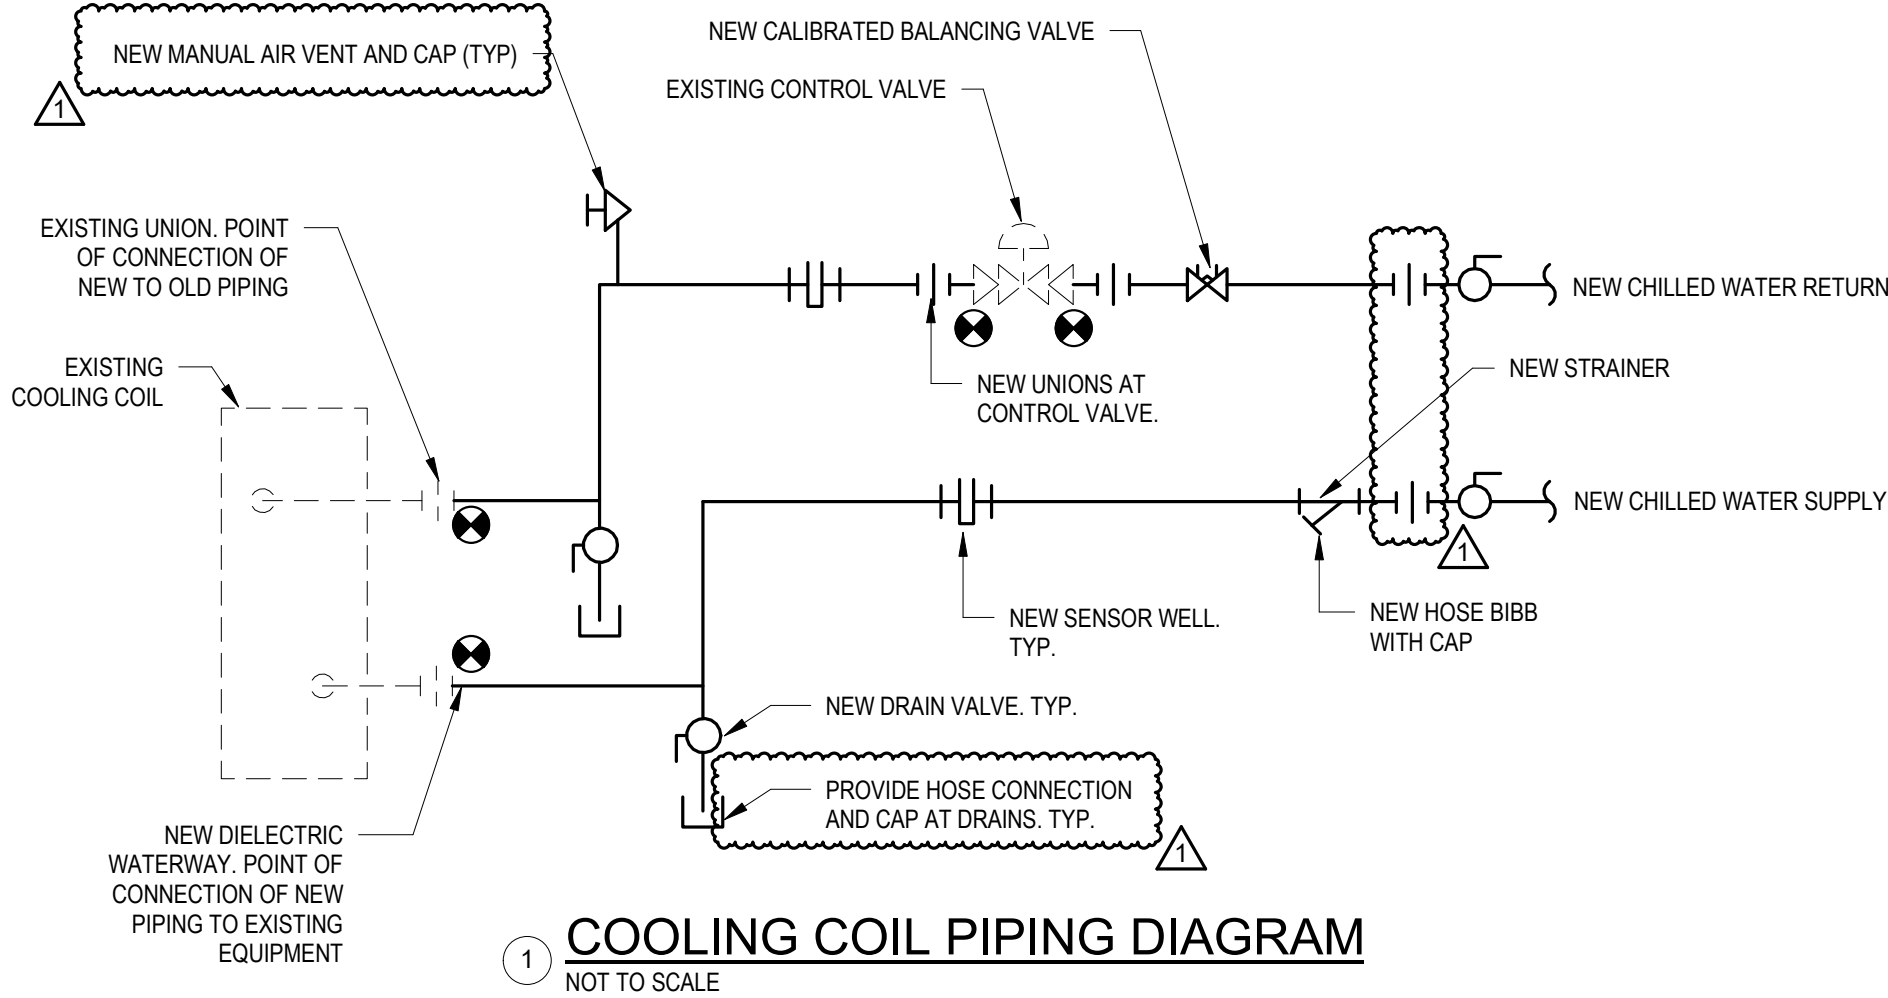 NEW MANUAL AIR VENT AND CAP (TYP)
1
NEW CALIBRATED BALANCING VALVE
EXISTING CONTROL VALVE
EXISTING UNION. POINT
OF CONNECTION OF
NEW TO OLD PIPING
NEW CHILLED WATER RETURN
EXISTING
COOLING COIL
NEW UNIONS AT
CONTROL VALVE.
NEW STRAINER
NEW CHILLED WATER SUPPLY
1
NEW SENSOR WELL.
TYP.
NEW HOSE BIBB
WITH CAP
NEW DRAIN VALVE. TYP.
PROVIDE HOSE CONNECTION
AND CAP AT DRAINS. TYP.
1
NEW DIELECTRIC
WATERWAY. POINT OF
CONNECTION OF NEW
PIPING TO EXISTING
EQUIPMENT
1 COOLING COIL PIPING DIAGRAM
NOT TO SCALE